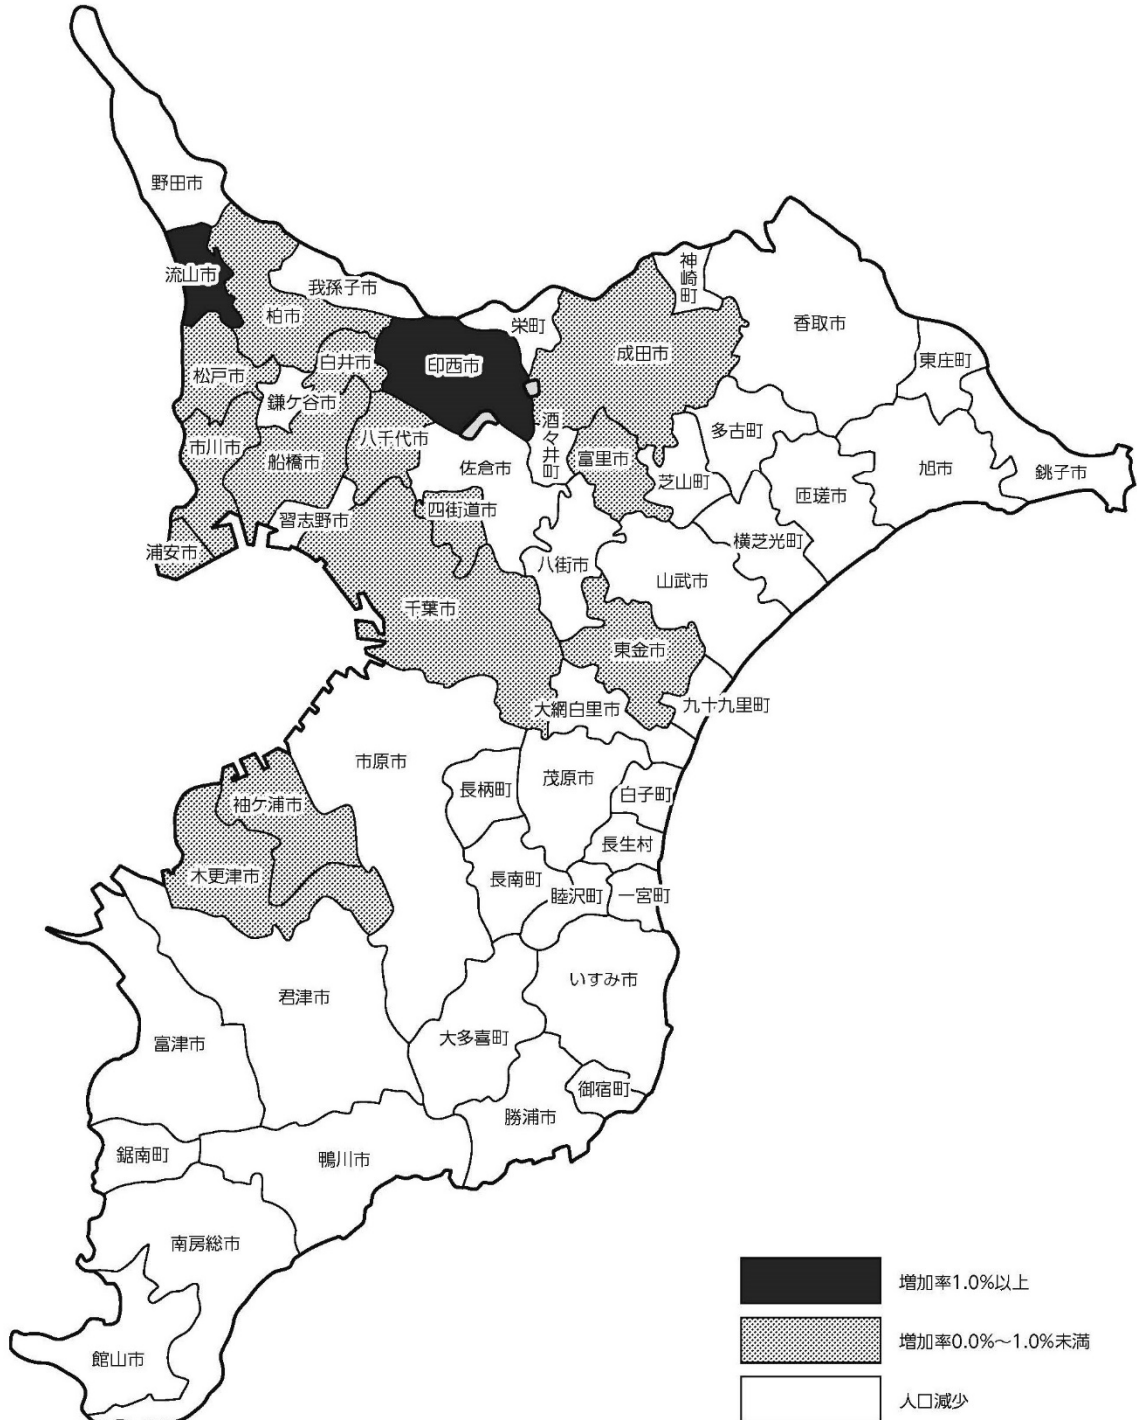 野田市
流山市
柏市
我孫子市
神崎町
栄町
香取市
成田市
東庄町
印西市
白井市
松戸市
鎌ケ谷市
酒々井町
多古町
八千代市
市川市
船橋市
佐倉市
富里市
芝山町
旭市
銚子市
匝瑳市
四街道市
習志野市
横芝光町
浦安市
八街市
山武市
千葉市
東金市
九十九里町
大網白里市
市原市
茂原市
長柄町
白子町
袖ケ浦市
長生村
木更津市
長南町
睦沢町
一宮町
いすみ市
君津市
大多喜町
富津市
御宿町
勝浦市
鋸南町
鴨川市
南房総市
館山市
増加率1.0%以上
増加率0.0%～1.0%未満
人口減少